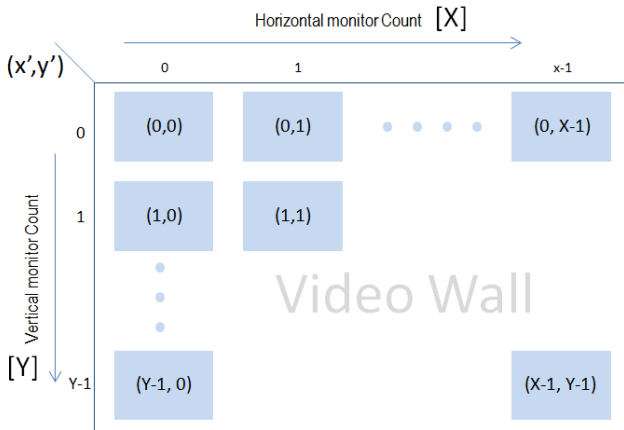 Horizontal monitor Count [X]
(x',y')
0 1 x-1
0 (0,0) (0,1) (0, X-1)
1 (1,0) (1,1)
Vertical monitor Count
Video Wall
[Y]
Y-1 (Y-1, 0) (X-1, Y-1)